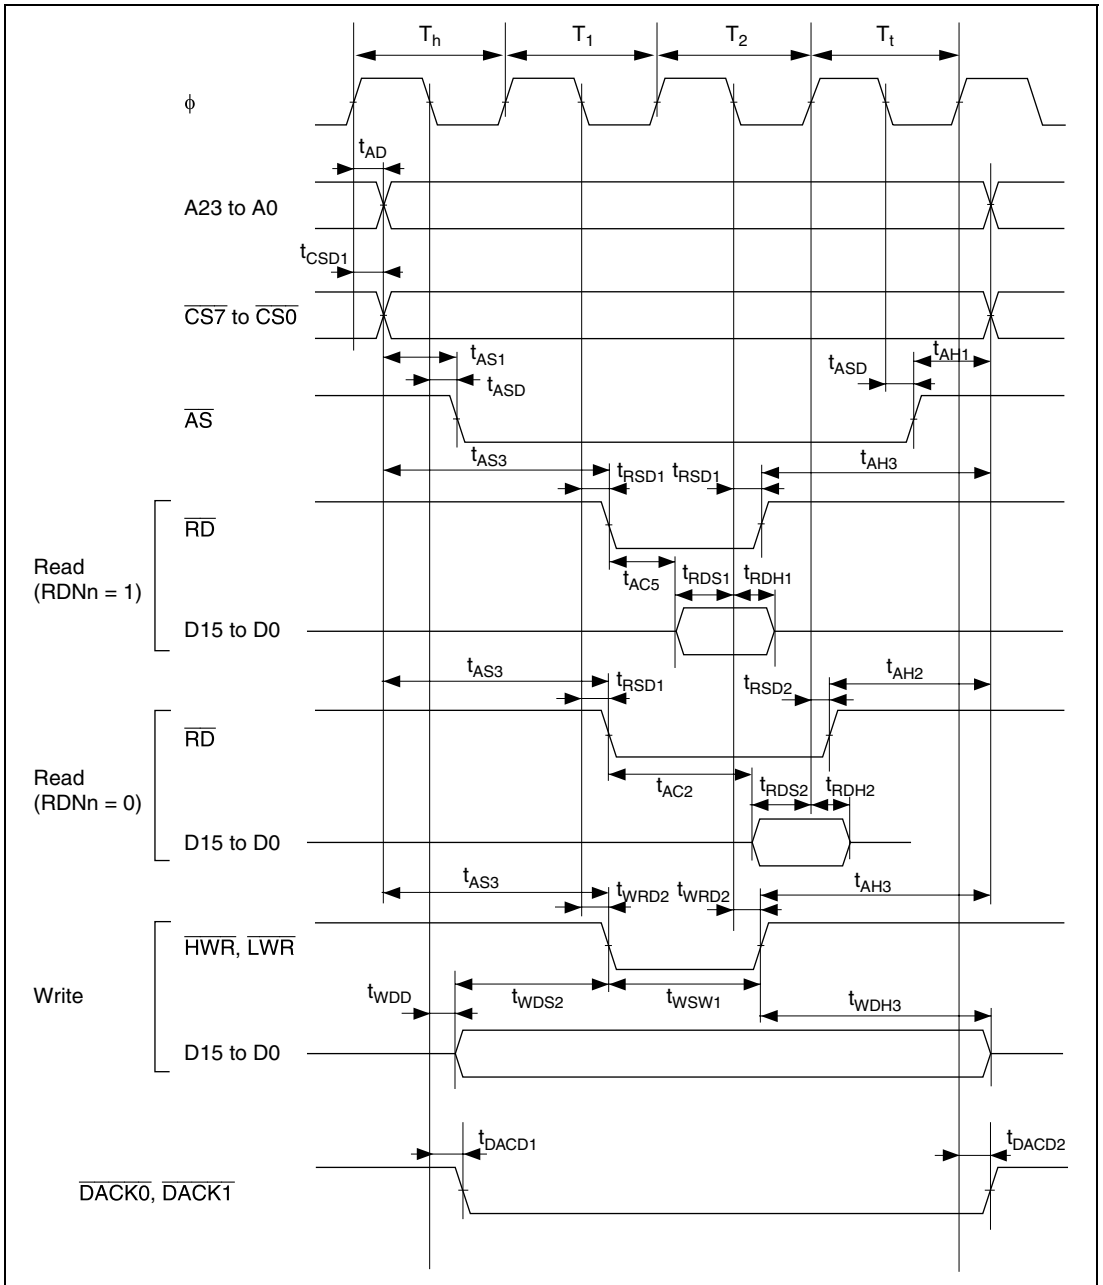 Th T1 T2 Tt
ϕ
tAD
A23 to A0
tCSD1
CS7 to CS0
tAS1 tAH1
tASD tASD
AS
tAS3 tRSD1 tRSD1 tAH3
RD
Read
(RDNn = 1)
tAC5 tRDS1 tRDH1
D15 to D0
tAS3 tRSD1 tRSD2 tAH2
RD
Read
(RDNn = 0)
tAC2 tRDS2 tRDH2
D15 to D0
tAS3 tWRD2 tWRD2 tAH3
HWR, LWR
Write
tWDD tWDS2 tWSW1 tWDH3
D15 to D0
tDACD1 tDACD2
DACK0, DACK1